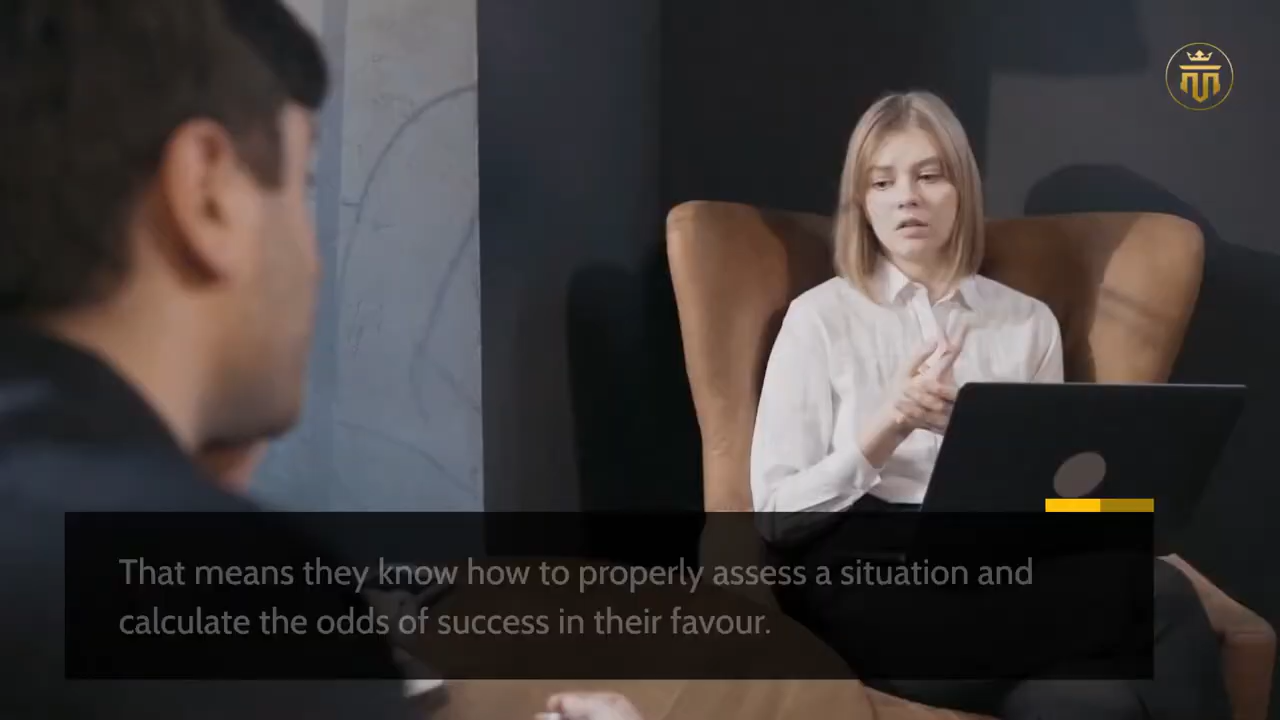 That means they know how to properly assess a situation and
calculate the odds of success in their favour.